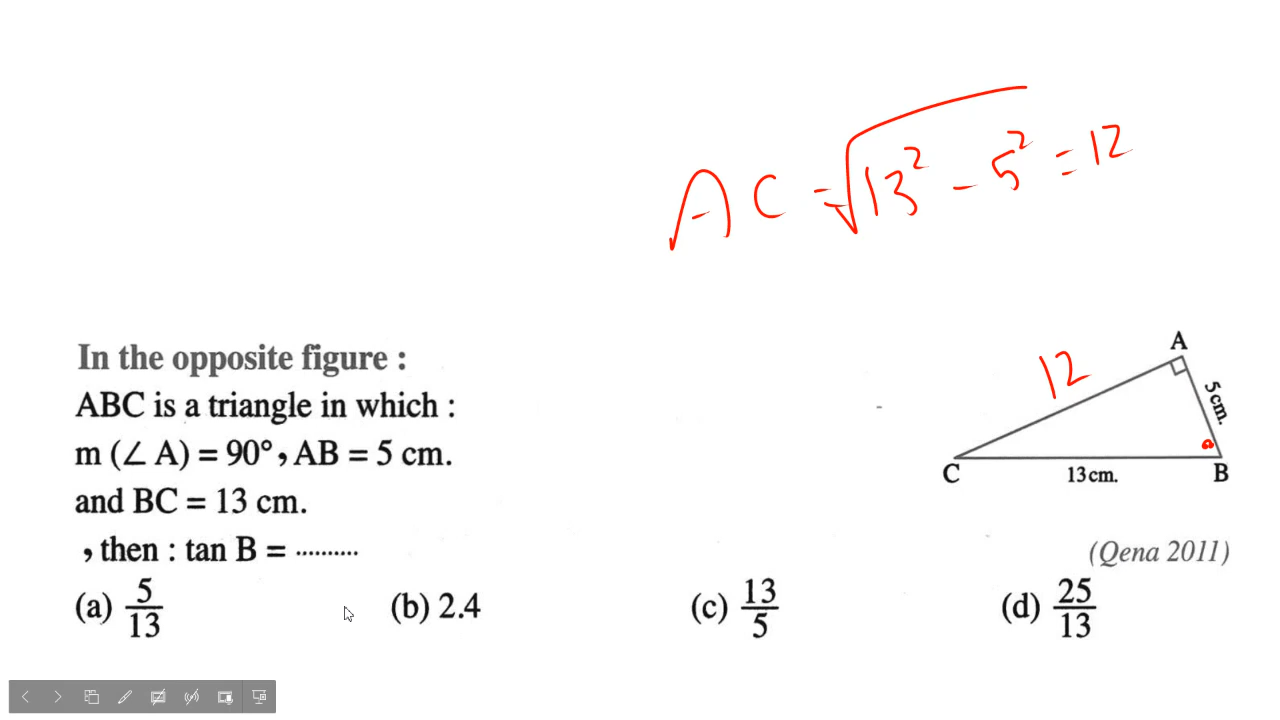 AC = √13² - 5² = 12
In the opposite figure :
ABC is a triangle in which :
m (∠ A) = 90° , AB = 5 cm.
and BC = 13 cm.
, then : tan B = ··········
(a) 5/13 (b) 2.4 (c) 13/5 (d) 25/13
A
12
5 cm.
C
13 cm.
B
(Qena 2011)